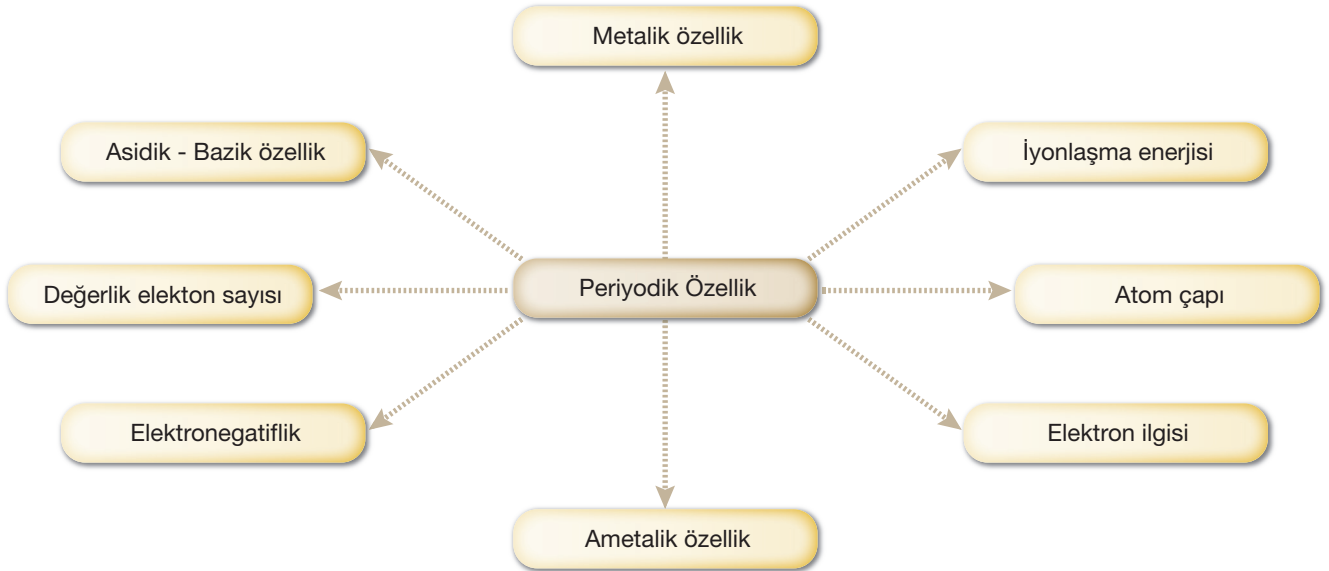 Metalik özellik
Asidik - Bazik özellik
İyonlaşma enerjisi
Değerlik elekton sayısı
Periyodik Özellik
Atom çapı
Elektronegatiflik
Elektron ilgisi
Ametalik özellik